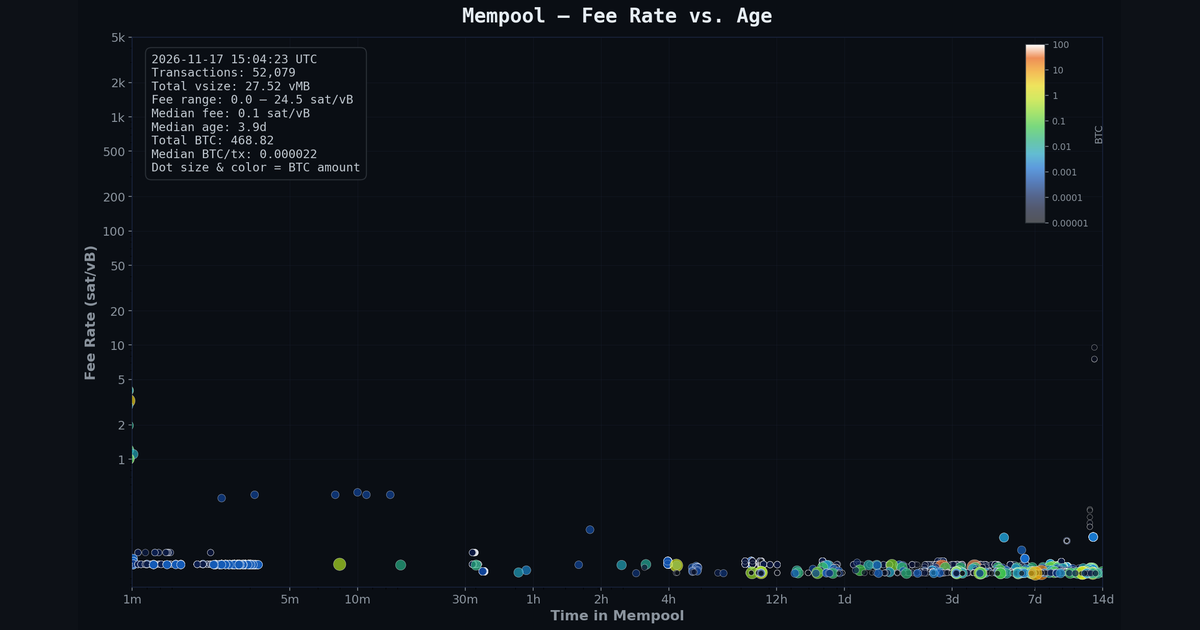 Mempool — Fee Rate vs. Age
2026-11-17 15:04:23 UTC
Transactions: 52,079
Total vsize: 27.52 vMB
Fee range: 0.0 — 24.5 sat/vB
Median fee: 0.1 sat/vB
Median age: 3.9d
Total BTC: 468.82
Median BTC/tx: 0.000022
Dot size & color = BTC amount
100
10
1
0.1
0.01
0.001
0.0001
0.00001
BTC
Fee Rate (sat/vB)
5k
2k
1k
500
200
100
50
20
10
5
2
1
1m
5m
10m
30m
1h
2h
4h
12h
1d
3d
7d
14d
Time in Mempool